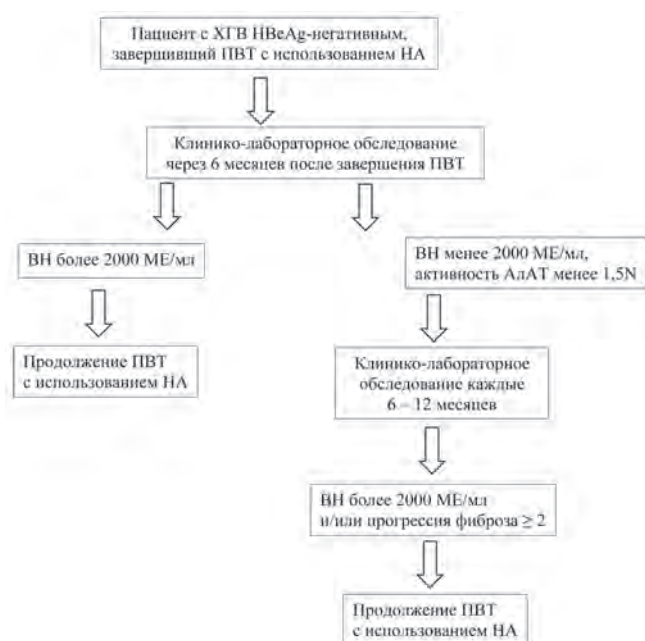 Пациент с ХГВ HBeAg-негативным,
завершивший ПВТ с использованием НА
Клинико-лабораторное обследование
через 6 месяцев после завершения ПВТ
ВН более 2000 МЕ/мл
ВН менее 2000 МЕ/мл,
активность АлАТ менее 1,5N
Продолжение ПВТ
с использованием НА
Клинико-лабораторное
обследование каждые
6 – 12 месяцев
ВН более 2000 МЕ/мл
и/или прогрессия фиброза ≥ 2
Продолжение ПВТ
с использованием НА